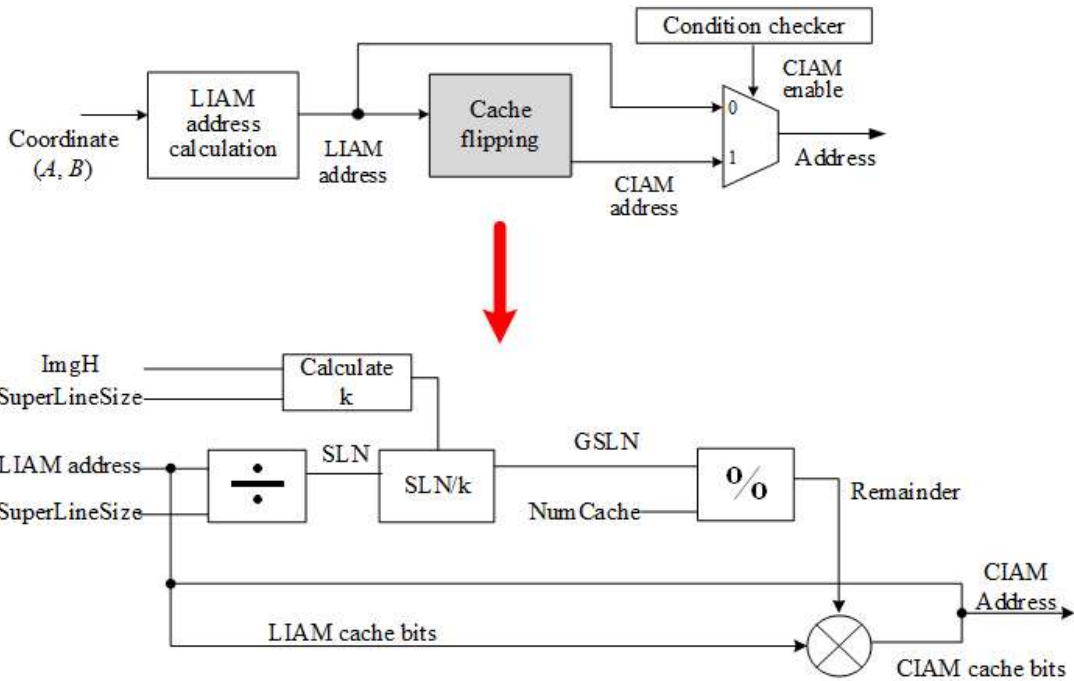 Condition checker
LIAM
address
calculation
Cache
flipping
CIAM
enable
0
1
Coordinate
(A, B)
LIAM
address
CIAM
address
Address
ImgH
SuperLineSize
Calculate
k
LIAM address
SuperLineSize
÷
SLN
SLN/k
GSLN
NumCache
%
Remainder
LIAM cache bits
CIAM
Address
CIAM cache bits